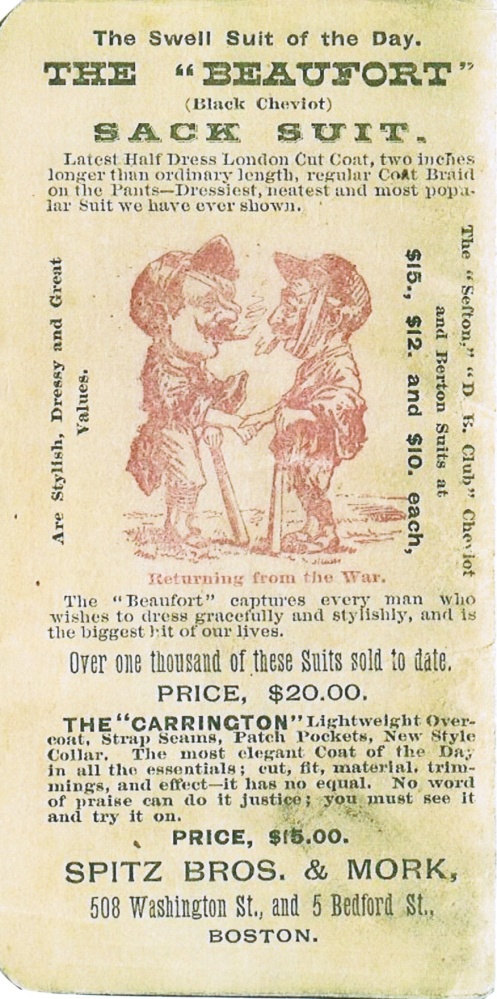 The Swell Suit of the Day.
THE "BEAUFORT"
(Black Cheviot)
SACK SUIT.
Latest Half Dress London Cut Coat, two inches
longer than ordinary length, regular Coat Braid
on the Pants—Dressiest, neatest and most popu-
lar Suit we have ever shown.
Are Stylish, Dressy and Great
Values.
The "Sefton," "D. B. Club" Cheviot
and Berton Suits at
$15., $12. and $10. each,
Returning from the War.
The "Beaufort" captures every man who
wishes to dress gracefully and stylishly, and is
the biggest hit of our lives.
Over one thousand of these Suits sold to date.
PRICE, $20.00.
THE "CARRINGTON" Lightweight Over-
coat, Strap Seams, Patch Pockets, New Style
Collar. The most elegant Coat of the Day
in all the essentials; cut, fit, material, trim-
mings, and effect—it has no equal. No word
of praise can do it justice; you must see it
and try it on.
PRICE, $15.00.
SPITZ BROS. & MORK,
508 Washington St., and 5 Bedford St.,
BOSTON.